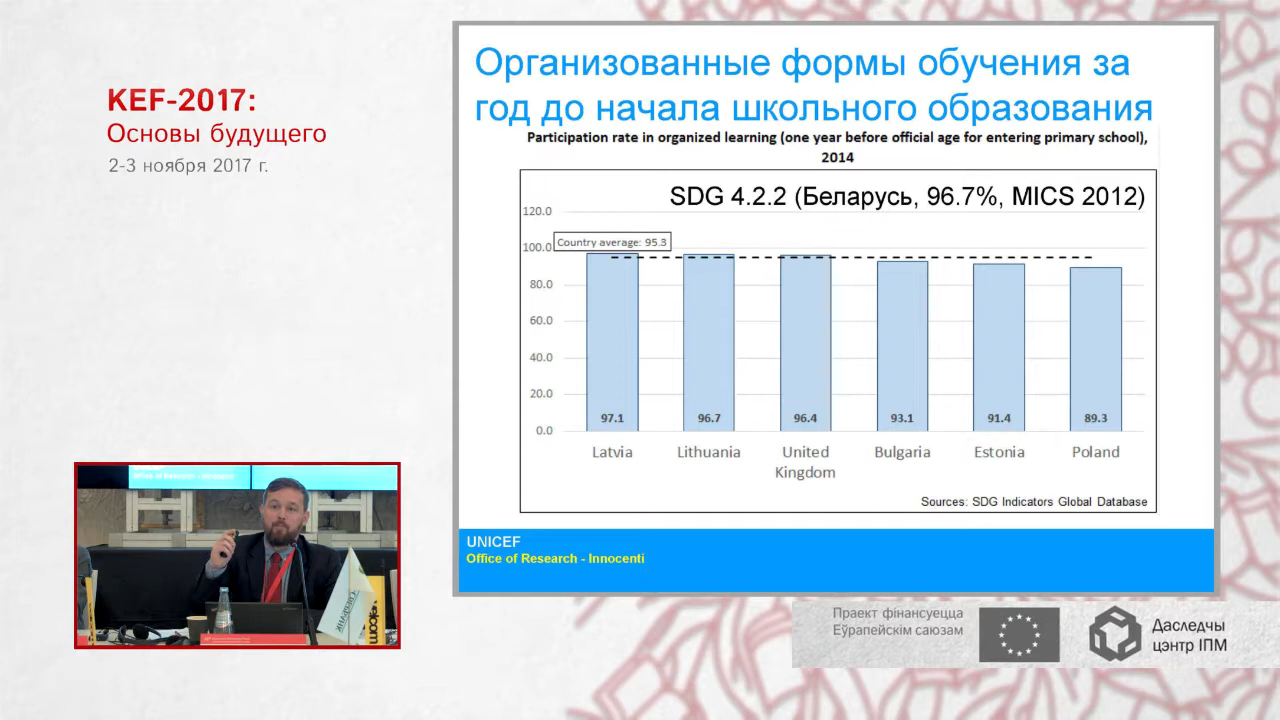 KEF-2017:
Основы будущего
2-3 ноября 2017 г.
Организованные формы обучения за
год до начала школьного образования
Participation rate in organized learning (one year before official age for entering primary school),
2014
SDG 4.2.2 (Беларусь, 96.7%, MICS 2012)
120.0
100.0
80.0
60.0
40.0
20.0
0.0
Country average: 95.3
97.1
96.7
96.4
93.1
91.4
89.3
Latvia
Lithuania
United
Kingdom
Bulgaria
Estonia
Poland
Sources: SDG Indicators Global Database
UNICEF
Office of Research - Innocenti
Office of Research - Innocenti
Праект фінансуецца
Еўрапейскім саюзам
Даследчы
цэнтр ІПМ